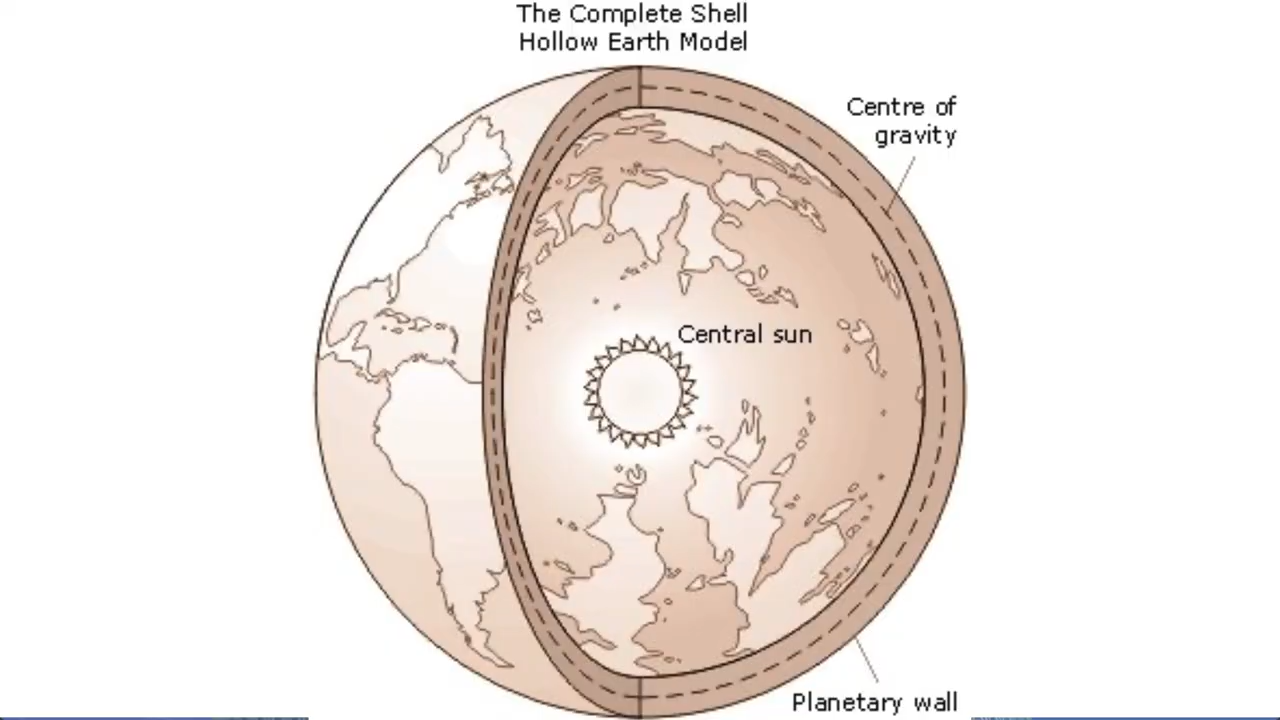 The Complete Shell
Hollow Earth Model
Centre of
gravity
Central sun
Planetary wall